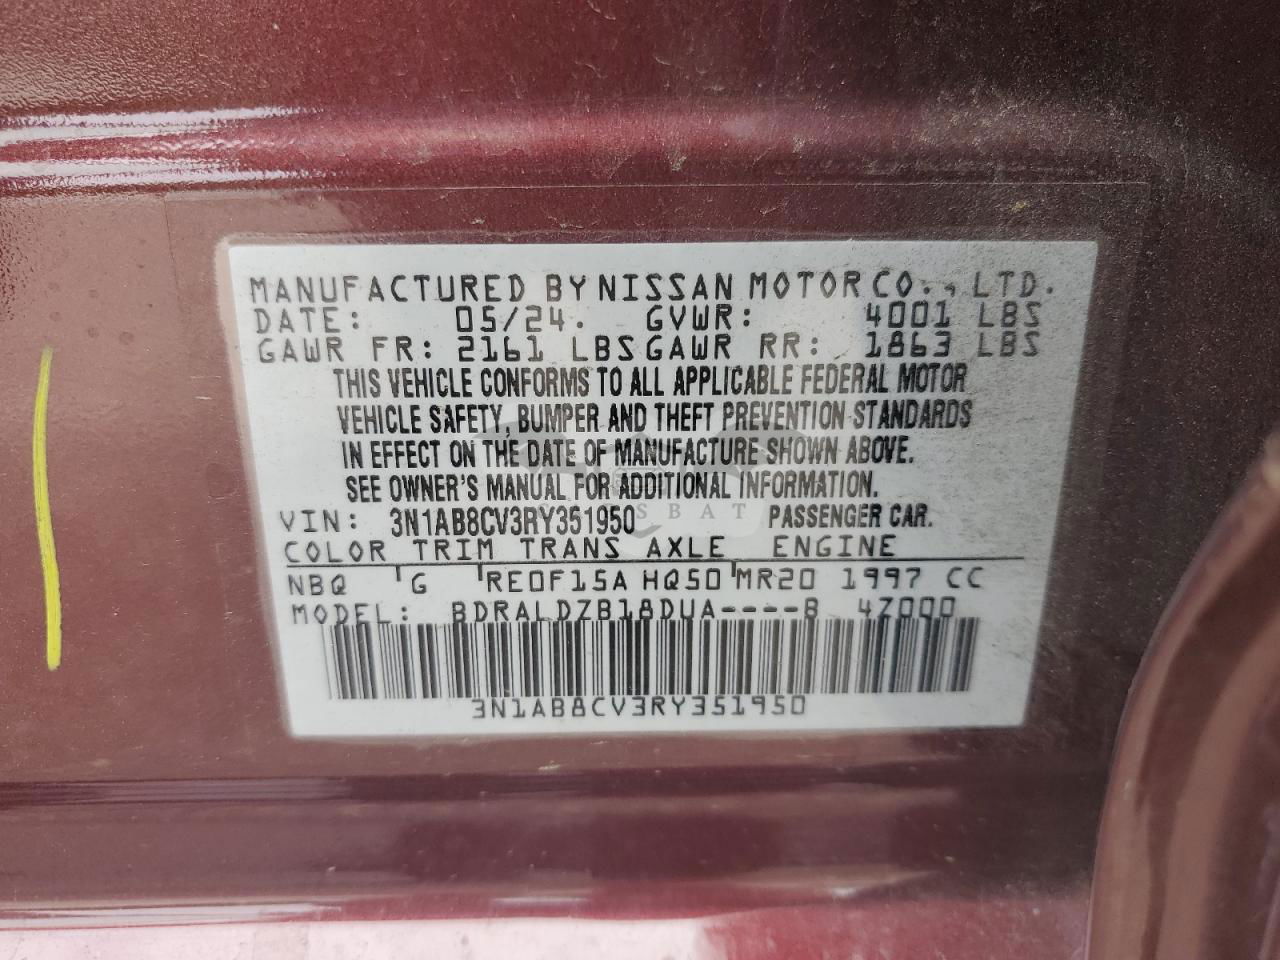 MANUFACTURED BY NISSAN MOTOR CO., LTD.
DATE: 05/24. GVWR: 4001 LBS
GAWR FR: 2161 LBS GAWR RR: 1863 LBS
THIS VEHICLE CONFORMS TO ALL APPLICABLE FEDERAL MOTOR
VEHICLE SAFETY, BUMPER AND THEFT PREVENTION STANDARDS
IN EFFECT ON THE DATE OF MANUFACTURE SHOWN ABOVE.
SEE OWNER'S MANUAL FOR ADDITIONAL INFORMATION.
SBAT
VIN: 3N1AB8CV3RY351950 PASSENGER CAR.
COLOR TRIM TRANS AXLE ENGINE
NBQ G RE0F15A HQ50 MR20 1997 CC
MODEL: BDRALDZB18DUA----B 4Z000
3N1AB8CV3RY351950